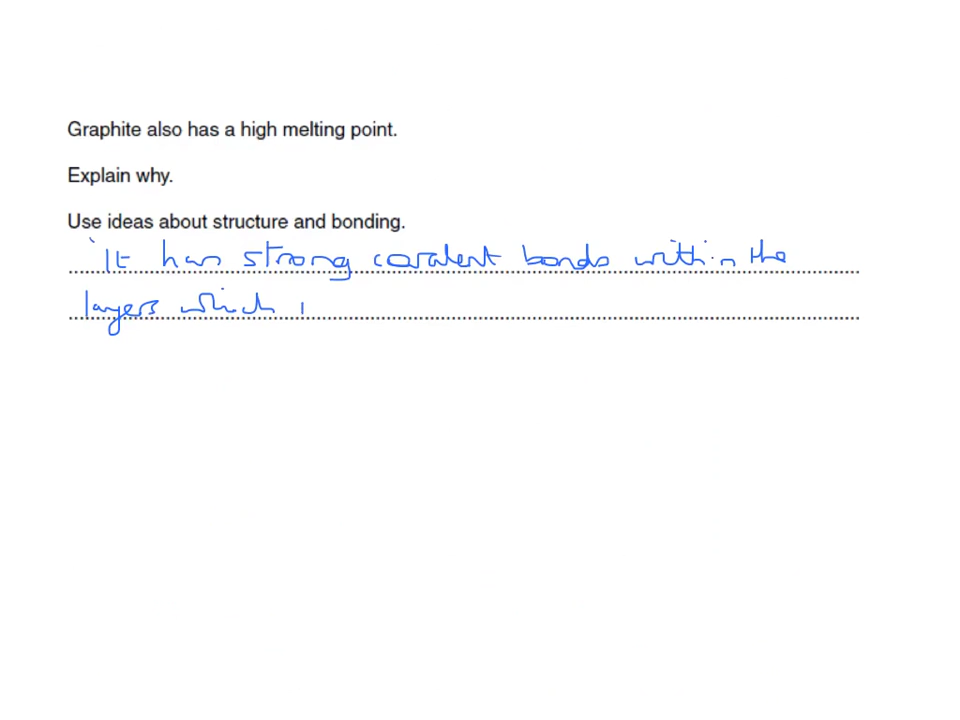 Graphite also has a high melting point.
Explain why.
Use ideas about structure and bonding.
It has strong covalent bonds within the
layers which